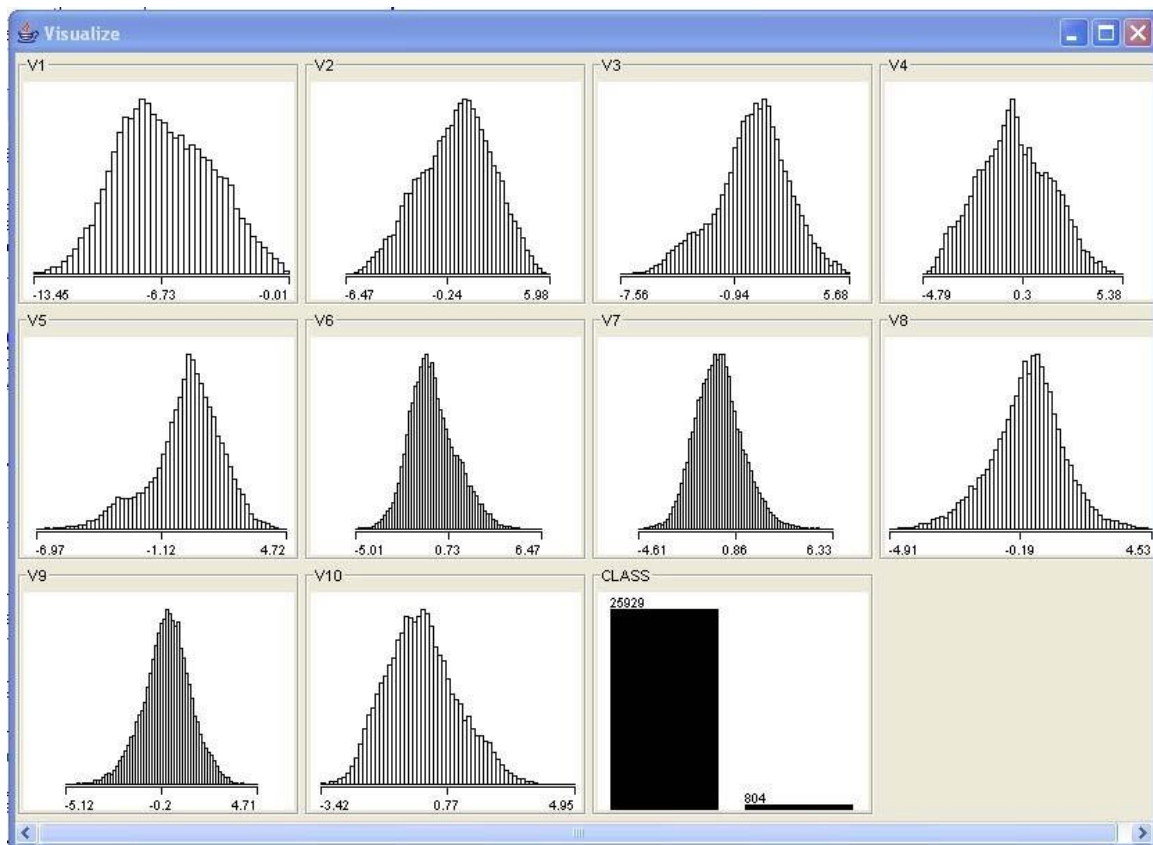 Visualize
V1
V2
V3
V4
-13.45 -6.73 -0.01
-6.47 -0.24 5.98
-7.56 -0.94 5.68
-4.79 0.3 5.38
V5
V6
V7
V8
-6.97 -1.12 4.72
-5.01 0.73 6.47
-4.61 0.86 6.33
-4.91 -0.19 4.53
V9
V10
CLASS
25929
804
-5.12 -0.2 4.71
-3.42 0.77 4.95